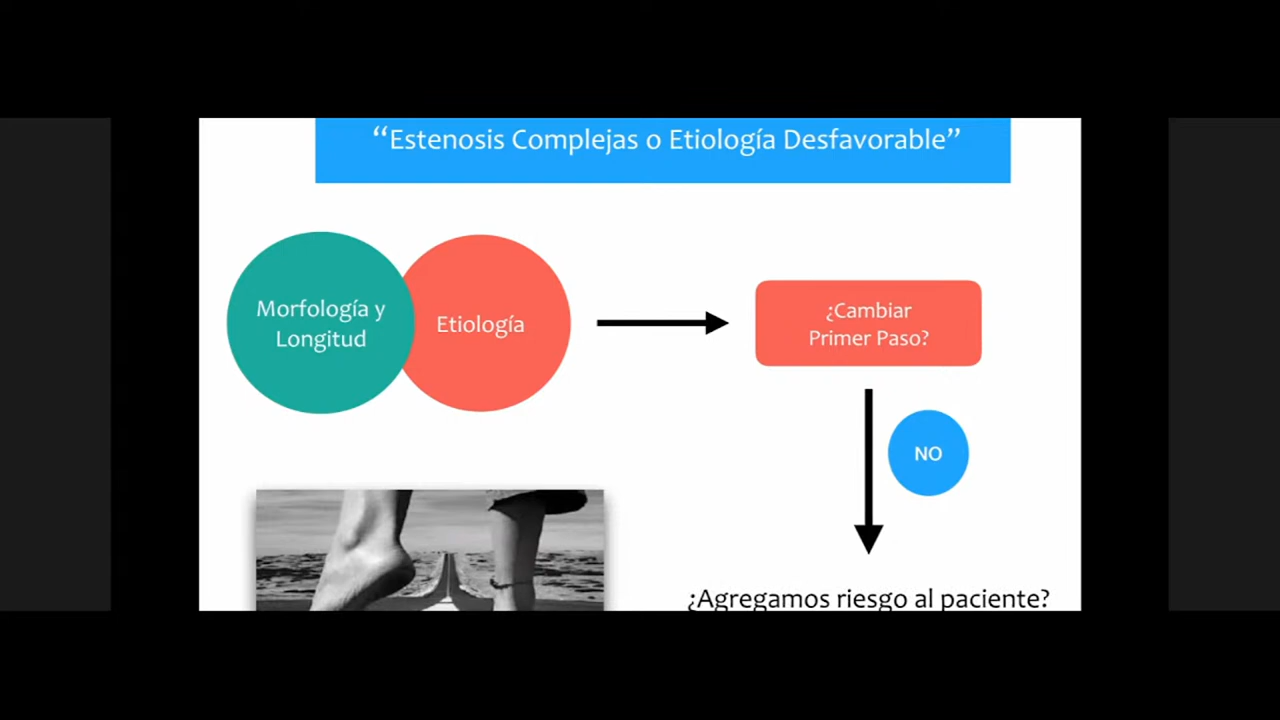 “Estenosis Complejas o Etiología Desfavorable”
Morfología y
Longitud
Etiología
¿Cambiar
Primer Paso?
NO
¿Agregamos riesgo al paciente?